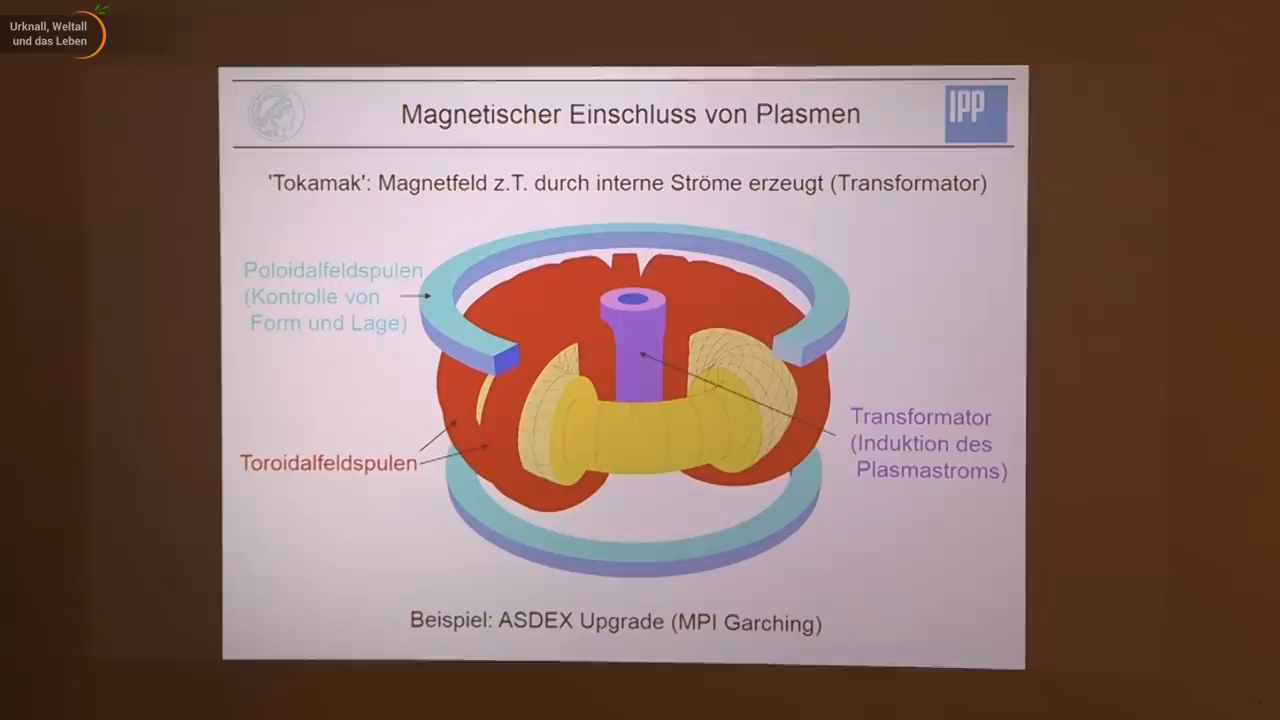 Urknall, Weltall
und das Leben
Magnetischer Einschluss von Plasmen
IPP
'Tokamak': Magnetfeld z.T. durch interne Ströme erzeugt (Transformator)
Poloidalfeldspulen
(Kontrolle von
Form und Lage)
Toroidalfeldspulen
Transformator
(Induktion des
Plasmastroms)
Beispiel: ASDEX Upgrade (MPI Garching)